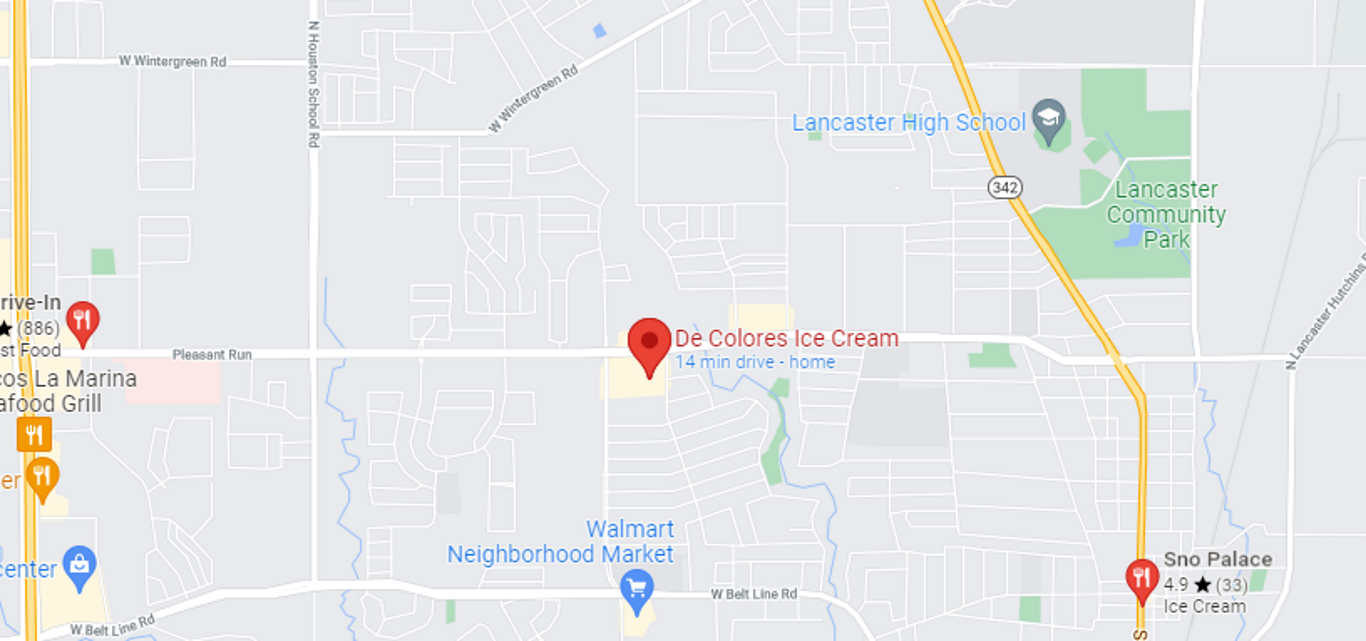 W Wintergreen Rd
N Houston School Rd
W Wintergreen Rd
Lancaster High School
342
Lancaster
Community
Park
N Lancaster Hutchins
rive-In
★ (886)
st Food
Pleasant Run
De Colores Ice Cream
14 min drive - home
cos La Marina
afood Grill
er
Walmart
Neighborhood Market
center
W Belt Line Rd
W Belt Line Rd
Sno Palace
4.9 ★ (33)
Ice Cream
S